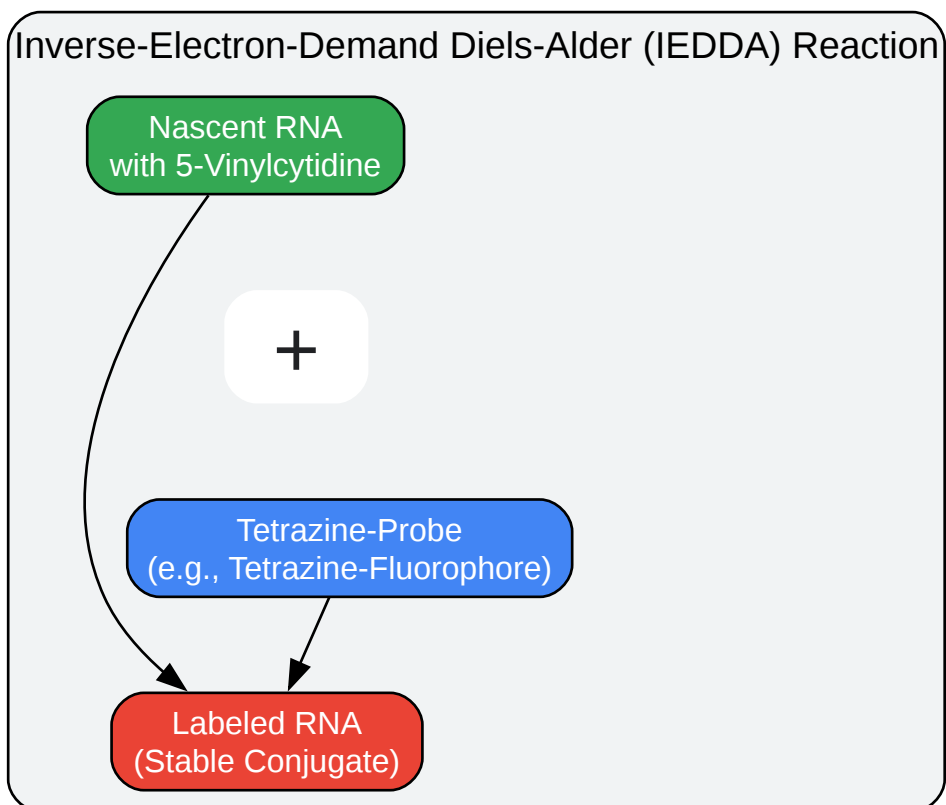 Inverse-Electron-Demand Diels-Alder (IEDDA) Reaction
Nascent RNA
with 5-Vinylcytidine
+
Tetrazine-Probe
(e.g., Tetrazine-Fluorophore)
Labeled RNA
(Stable Conjugate)